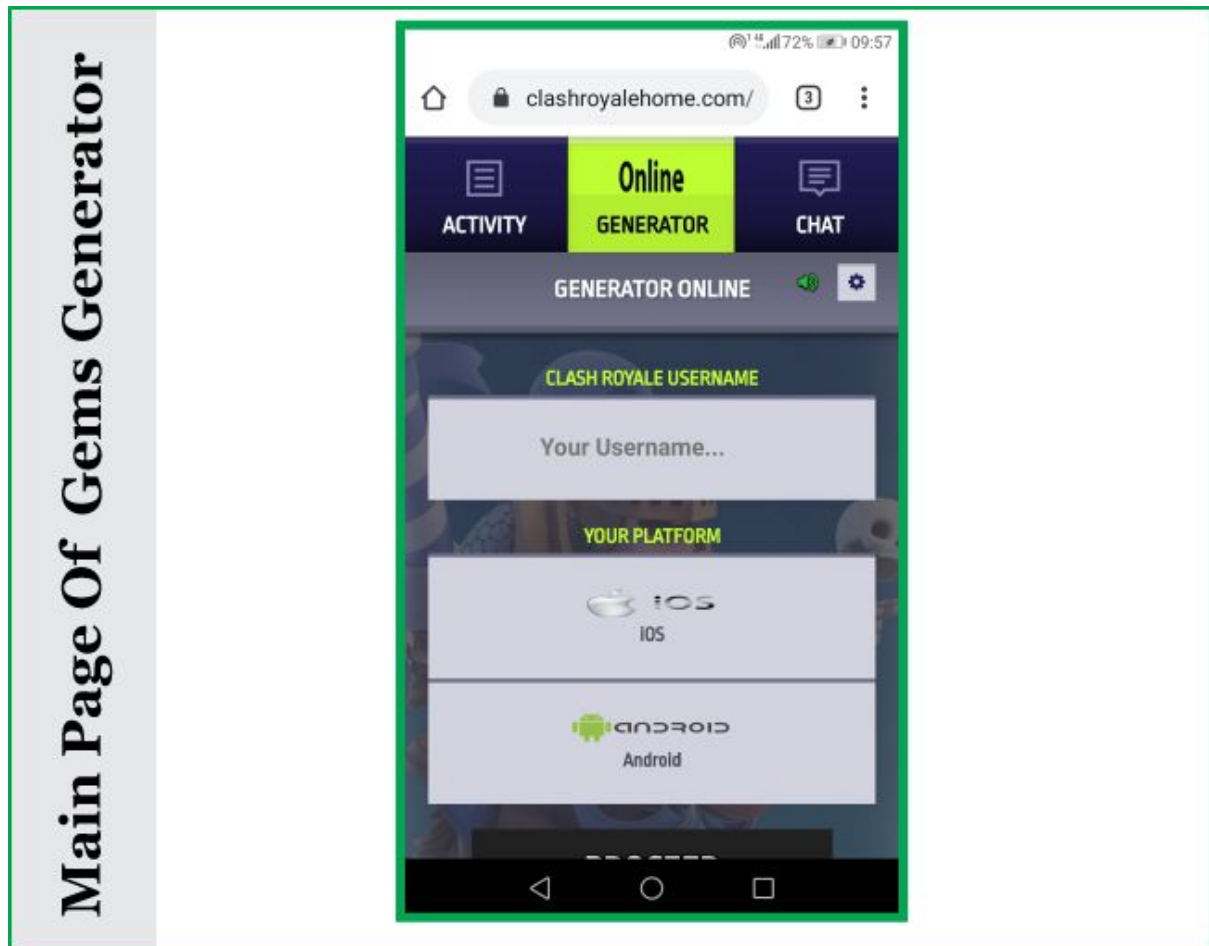 Main Page Of Gems Generator
72% 09:57
clashroyalehome.com/
3
Online
ACTIVITY
GENERATOR
CHAT
GENERATOR ONLINE
CLASH ROYALE USERNAME
Your Username...
YOUR PLATFORM
iOS
iOS
android
Android
PROCEED